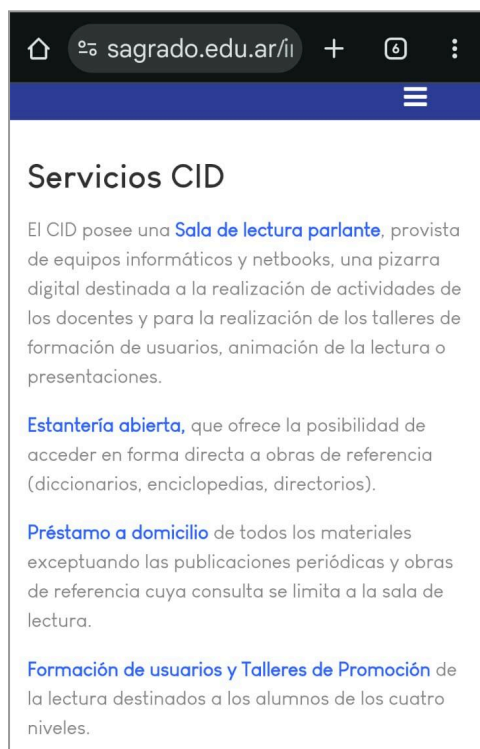 sagrado.edu.ar/iı
6
Servicios CID
El CID posee una Sala de lectura parlante, provista
de equipos informáticos y netbooks, una pizarra
digital destinada a la realización de actividades de
los docentes y para la realización de los talleres de
formación de usuarios, animación de la lectura o
presentaciones.
Estantería abierta, que ofrece la posibilidad de
acceder en forma directa a obras de referencia
(diccionarios, enciclopedias, directorios).
Préstamo a domicilio de todos los materiales
exceptuando las publicaciones periódicas y obras
de referencia cuya consulta se limita a la sala de
lectura.
Formación de usuarios y Talleres de Promoción de
la lectura destinados a los alumnos de los cuatro
niveles.